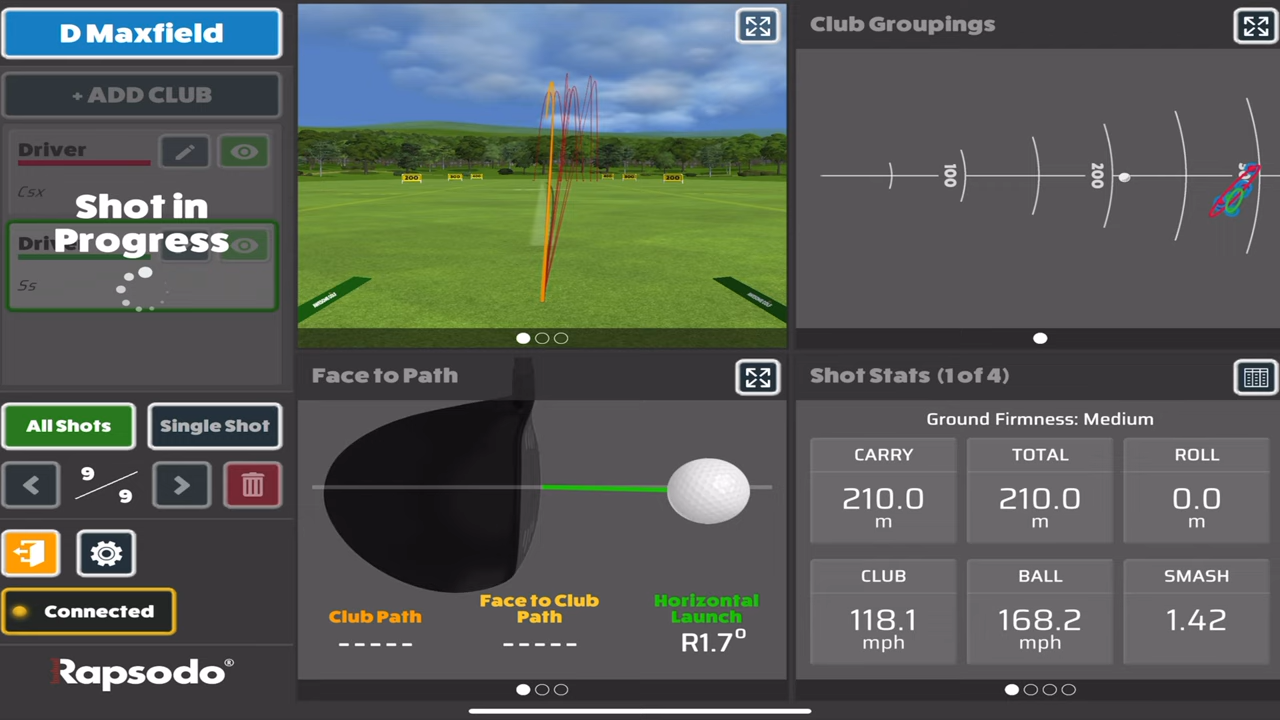 D Maxfield
+ ADD CLUB
Driver
Csx
Shot in
Progress
Ss
All Shots
Single Shot
9
9
Connected
Rapsodo®
200
300
Face to Path
Club Path
Face to Club
Path
Horizontal
Launch
R1.7°
Club Groupings
100
200
Shot Stats (1 of 4)
Ground Firmness: Medium
CARRY
TOTAL
ROLL
210.0
m
210.0
m
0.0
m
CLUB
BALL
SMASH
118.1
mph
168.2
mph
1.42